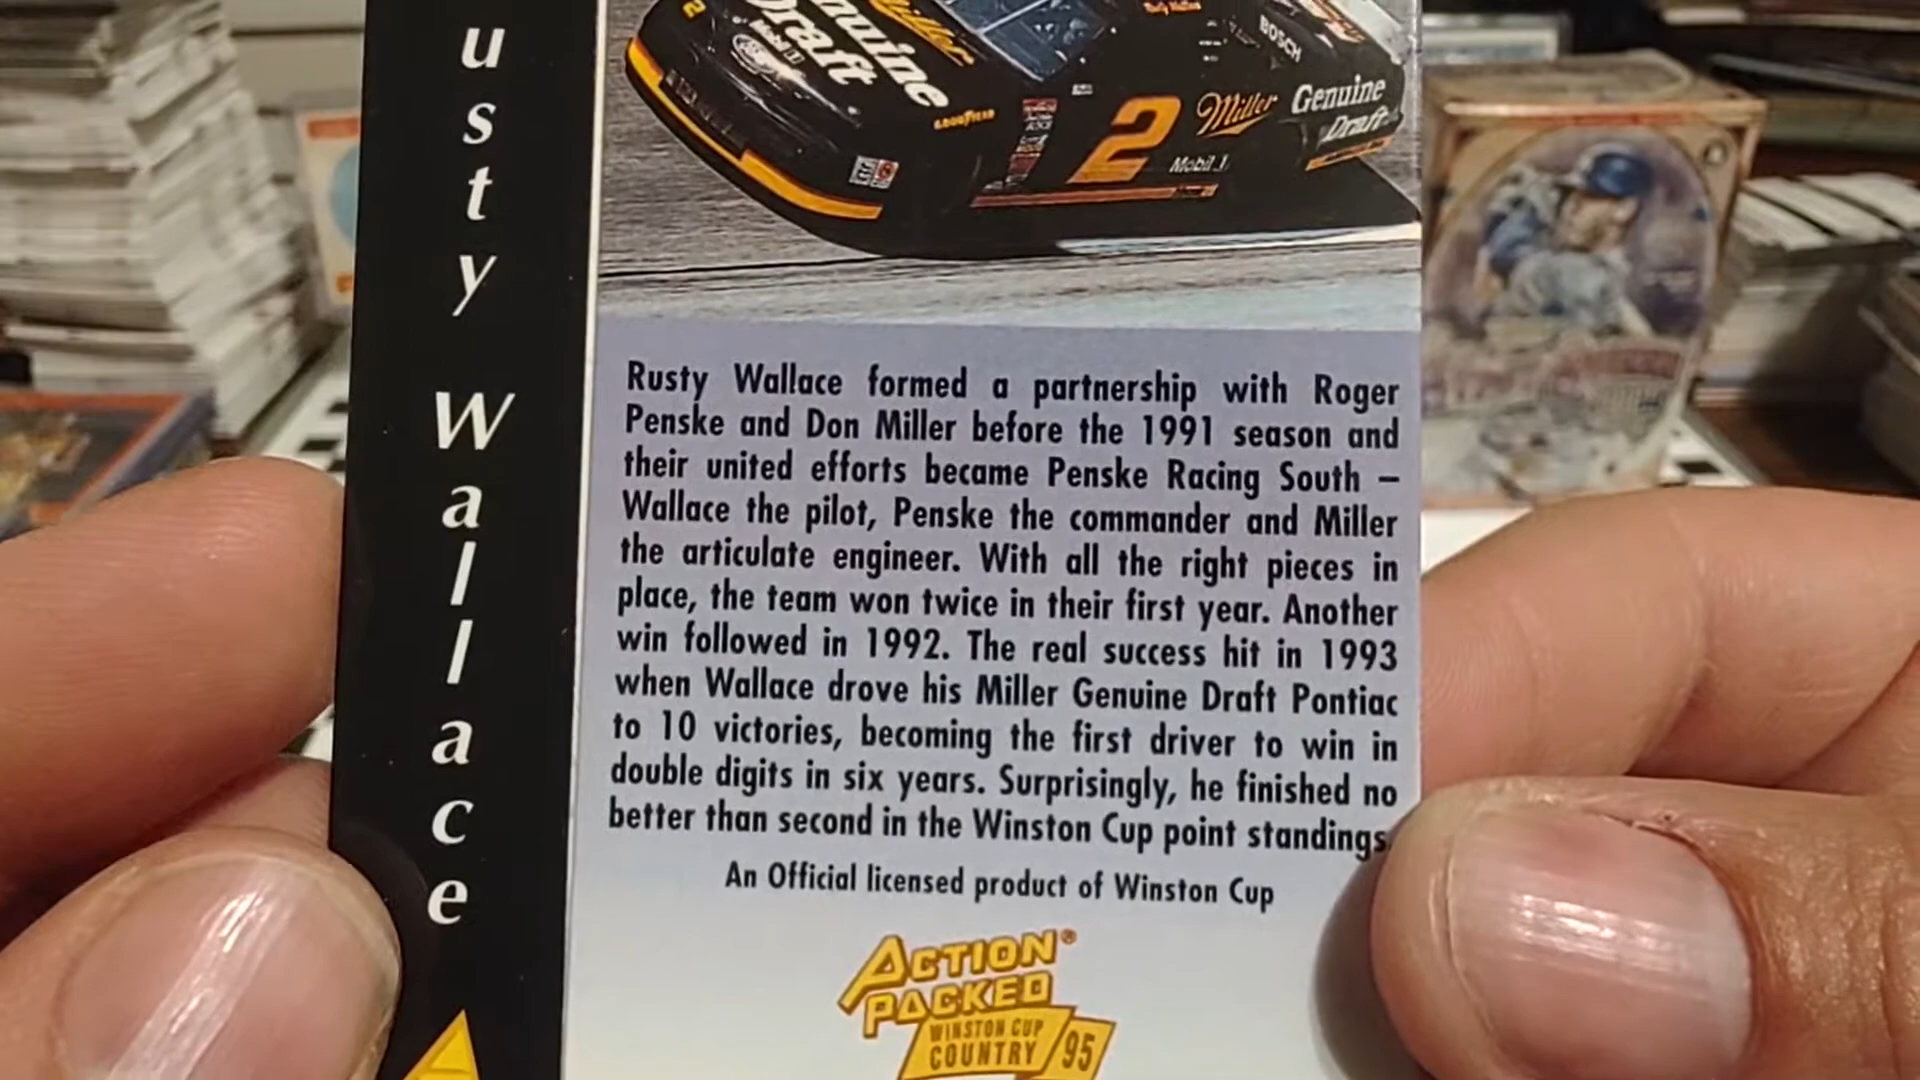 usty Wallace
2
Miller
Genuine
Draft
Mobil 1
GOODYEAR
Rusty Wallace
BOSCH
2
Miller
Genuine
Draft
Mobil 1
Rusty Wallace formed a partnership with Roger
Penske and Don Miller before the 1991 season and
their united efforts became Penske Racing South –
Wallace the pilot, Penske the commander and Miller
the articulate engineer. With all the right pieces in
place, the team won twice in their first year. Another
win followed in 1992. The real success hit in 1993
when Wallace drove his Miller Genuine Draft Pontiac
to 10 victories, becoming the first driver to win in
double digits in six years. Surprisingly, he finished no
better than second in the Winston Cup point standings.
An Official licensed product of Winston Cup
ACTION
PACKED®
WINSTON CUP
COUNTRY /95